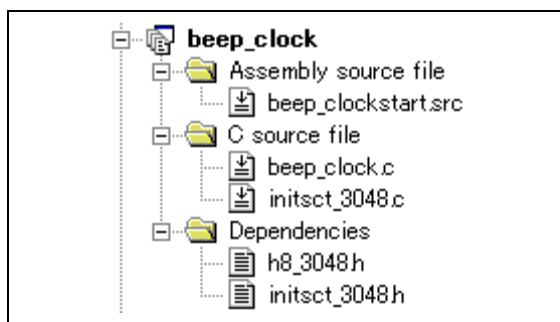 beep_clock
Assembly source file
beep_clockstart.src
C source file
beep_clock.c
initsct_3048.c
Dependencies
h8_3048.h
initsct_3048.h